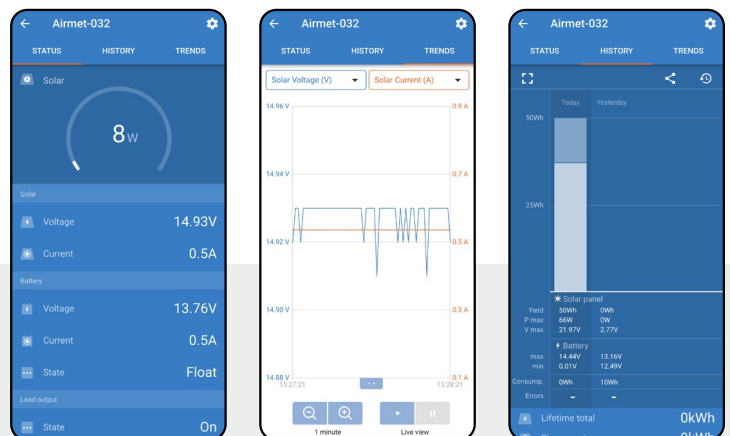 Airmet-032
STATUS HISTORY TRENDS
Solar
8W
Solar
Voltage 14.93V
Current 0.5A
Battery
Voltage 13.76V
Current 0.5A
State Float
Load output
State On
Airmet-032
STATUS HISTORY TRENDS
Solar Voltage (V) Solar Current (A)
14.96 V 0.9 A
14.94 V 0.7 A
14.92 V 0.5 A
14.90 V 0.3 A
14.88 V 0.1 A
15:27:21 15:28:21
1 minute Live view
Airmet-032
STATUS HISTORY TRENDS
Today Yesterday
50Wh
25Wh
Solar panel
Yield 50Wh 0Wh
P max 66W 0W
V max 21.97V 2.77V
Battery
max 14.44V 13.16V
min 0.01V 12.49V
Consump. 0Wh 10Wh
Errors – –
Lifetime total 0kWh
0kWh